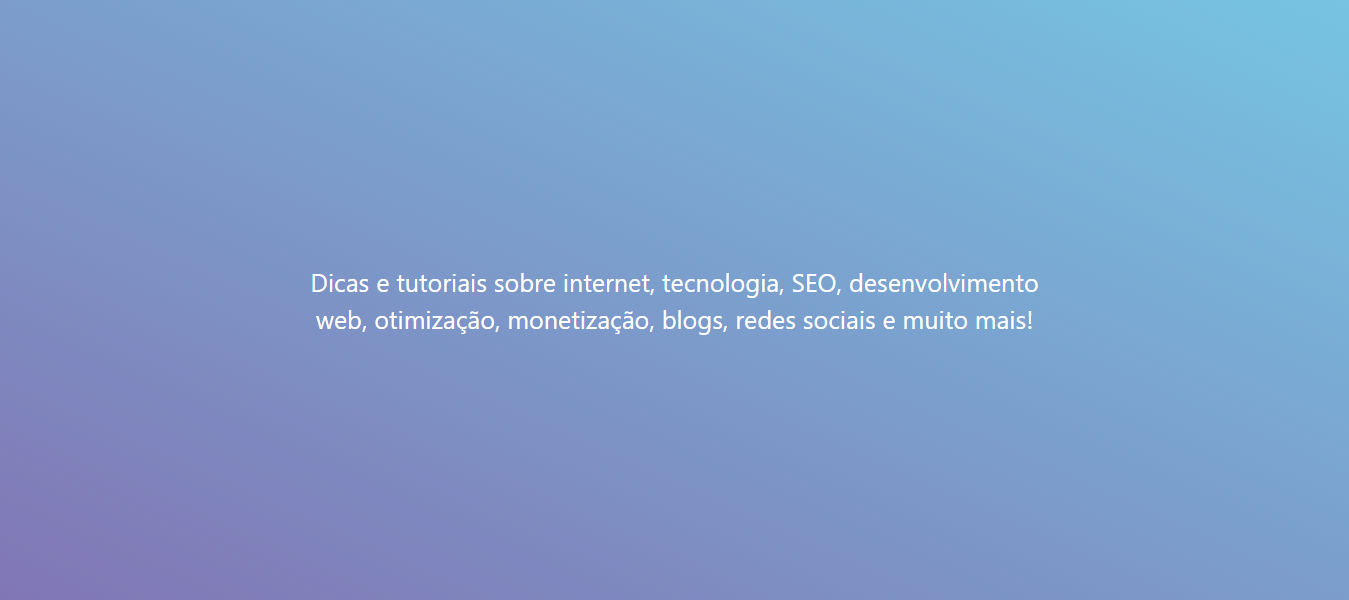 Dicas e tutoriais sobre internet, tecnologia, SEO, desenvolvimento
web, otimização, monetização, blogs, redes sociais e muito mais!